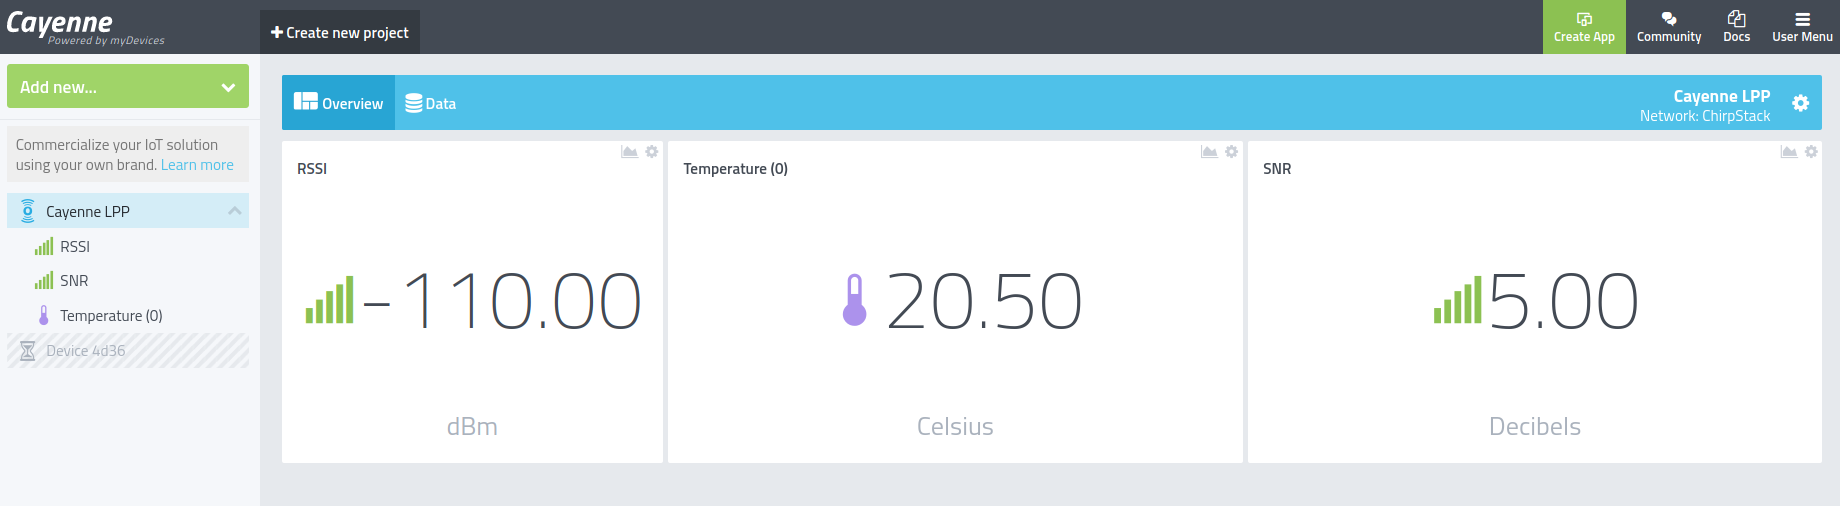 Cayenne
Powered by myDevices
Create new project
Create App
Community
Docs
User Menu
Add new...
Commercialize your IoT solution
using your own brand. Learn more
Cayenne LPP
RSSI
SNR
Temperature (0)
Device 4d36
Overview
Data
Cayenne LPP
Network: ChirpStack
RSSI
-110.00
dBm
Temperature (0)
20.50
Celsius
SNR
5.00
Decibels